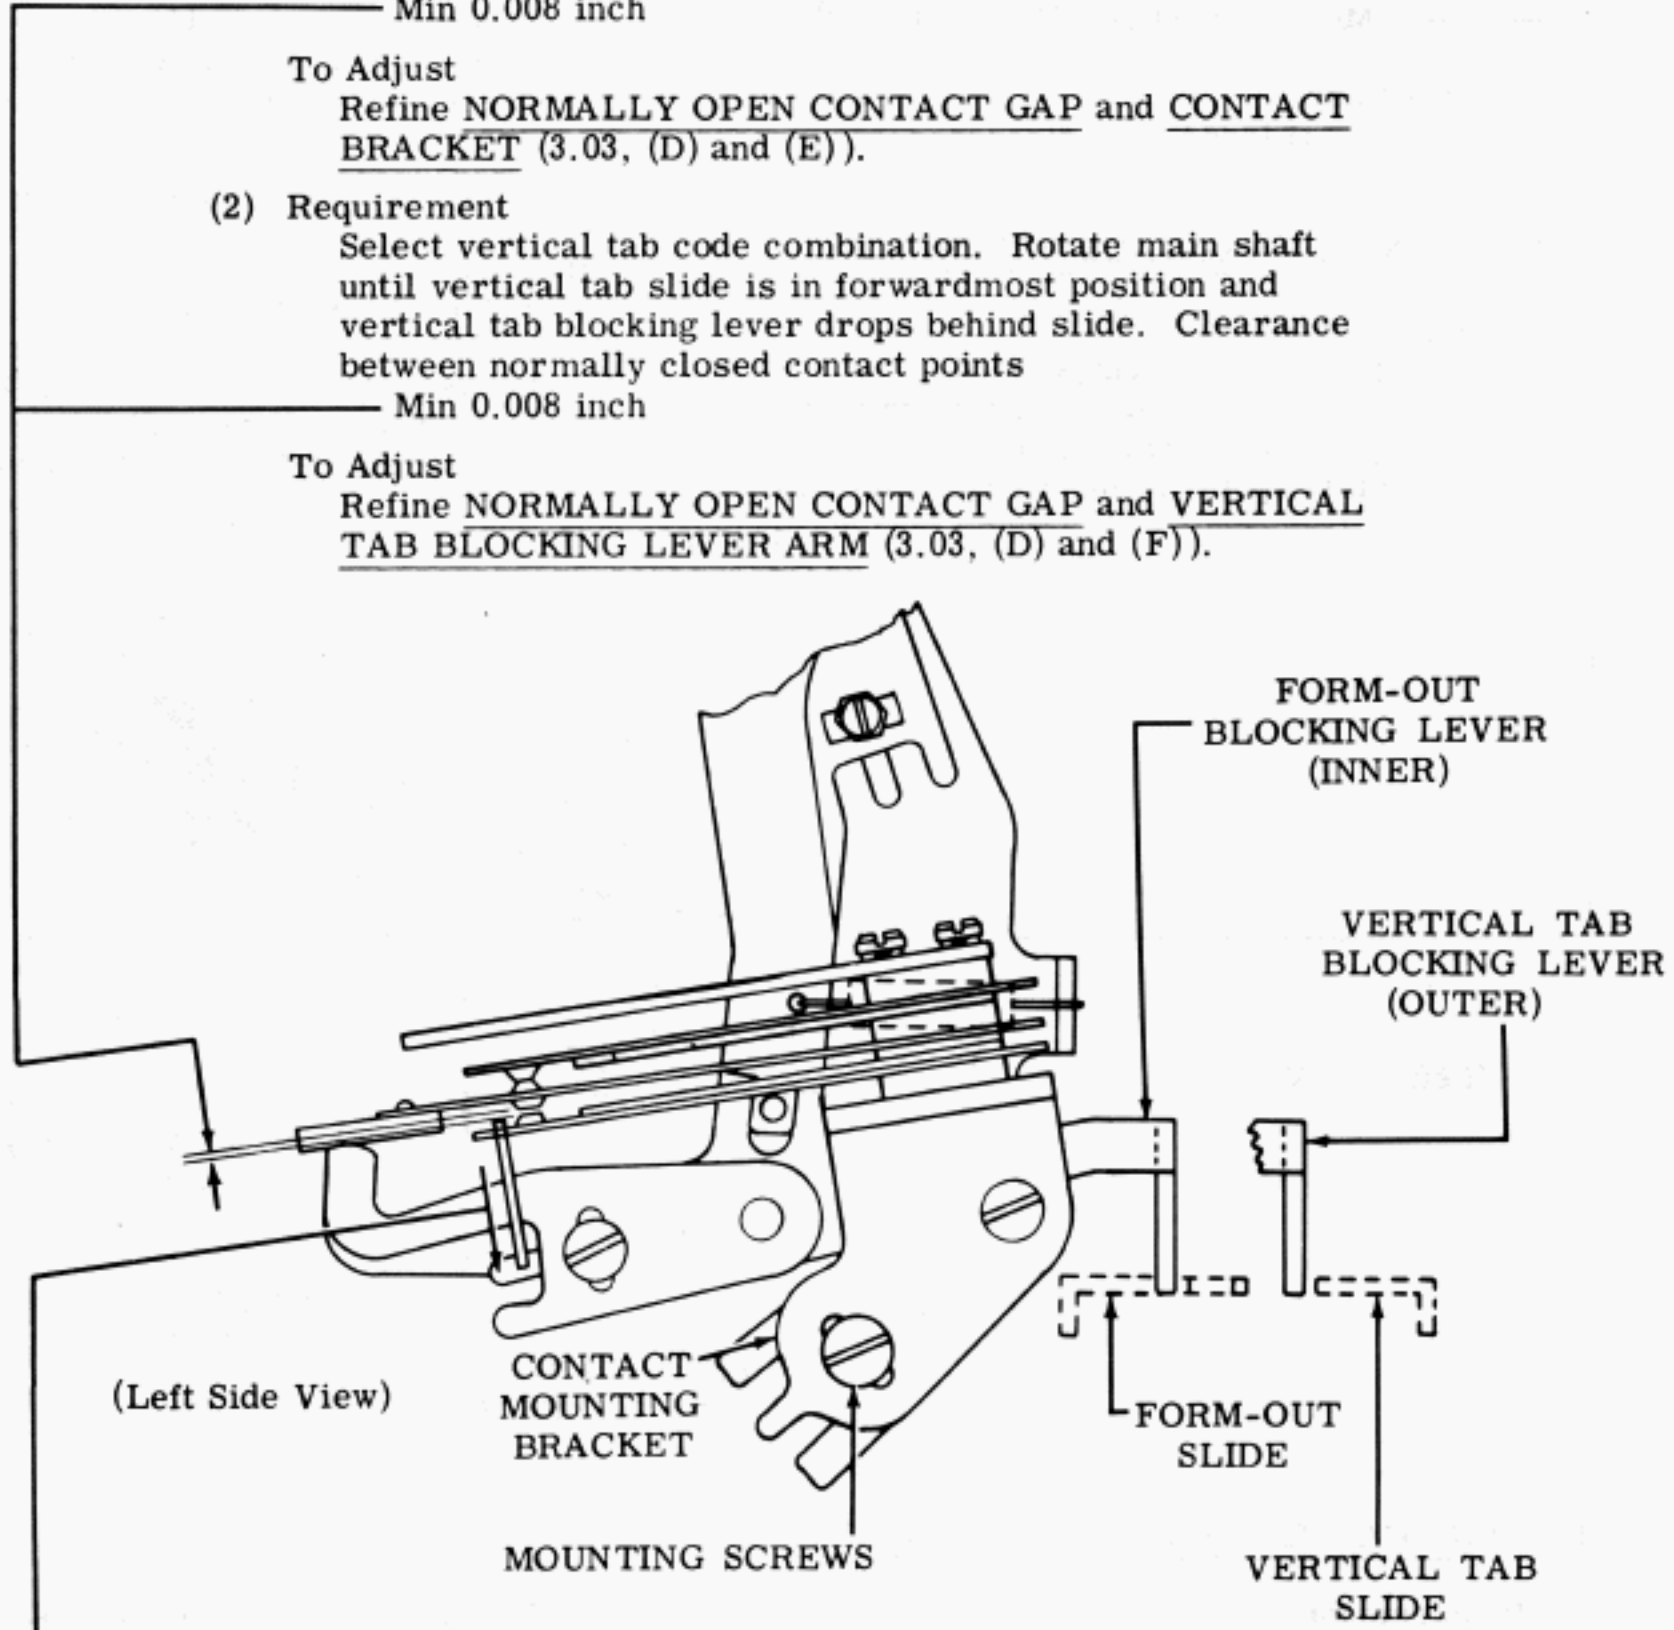 Min 0.008 inch
To Adjust
Refine NORMALLY OPEN CONTACT GAP and CONTACT
BRACKET (3.03, (D) and (E)).
(2) Requirement
Select vertical tab code combination. Rotate main shaft
until vertical tab slide is in forwardmost position and
vertical tab blocking lever drops behind slide. Clearance
between normally closed contact points
Min 0.008 inch
To Adjust
Refine NORMALLY OPEN CONTACT GAP and VERTICAL
TAB BLOCKING LEVER ARM (3.03, (D) and (F)).
FORM-OUT
BLOCKING LEVER
(INNER)
VERTICAL TAB
BLOCKING LEVER
(OUTER)
(Left Side View)
CONTACT
MOUNTING
BRACKET
FORM-OUT
SLIDE
MOUNTING SCREWS
VERTICAL TAB
SLIDE